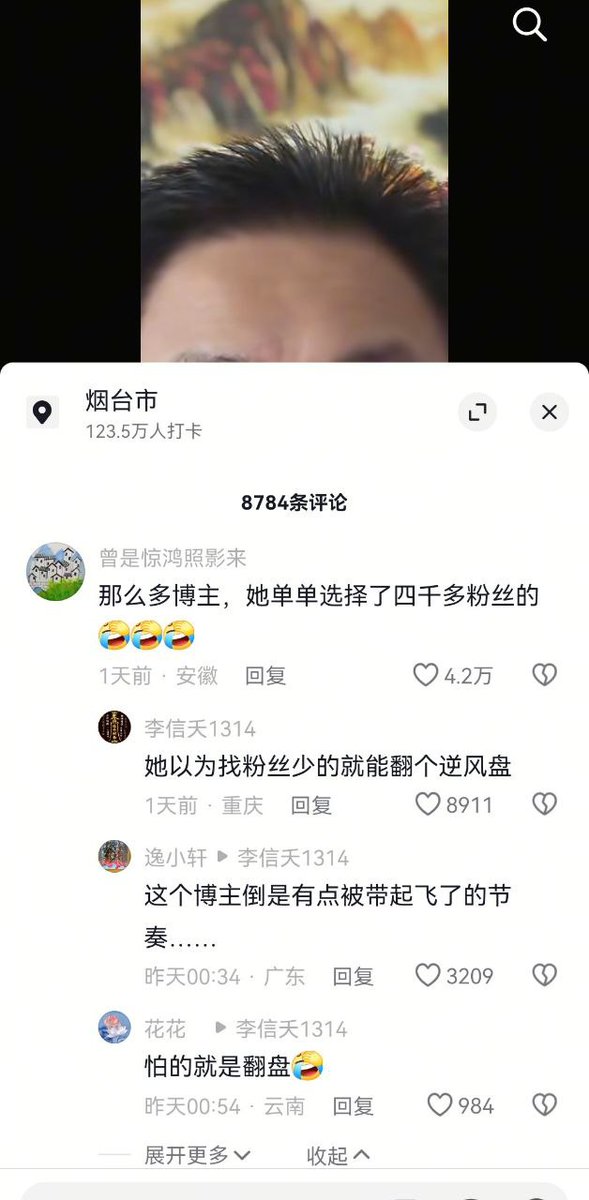 烟台市
123.5万人打卡
8784条评论
曾是惊鸿照影来
那么多博主，她单单选择了四千多粉丝的
1天前 · 安徽 回复 4.2万
李信夭1314
她以为找粉丝少的就能翻个逆风盘
1天前 · 重庆 回复 8911
逸小轩 ▶ 李信夭1314
这个博主倒是有点被带起飞了的节
奏……
昨天00:34 · 广东 回复 3209
花花 ▶ 李信夭1314
怕的就是翻盘
昨天00:54 · 云南 回复 984
展开更多 收起